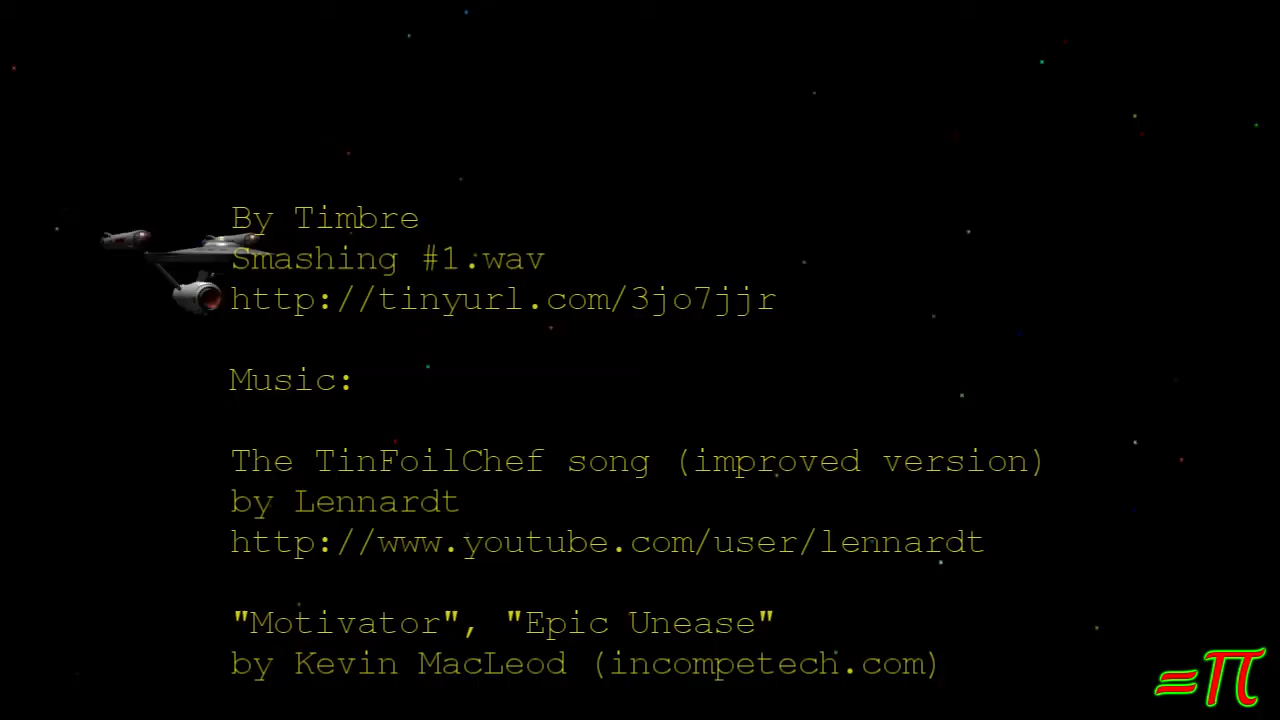 By Timbre
Smashing #1.wav
http://tinyurl.com/3jo7jjr
Music:
The TinFoilChef song (improved version)
by Lennardt
http://www.youtube.com/user/lennardt
"Motivator", "Epic Unease"
by Kevin MacLeod (incompetech.com)
=π